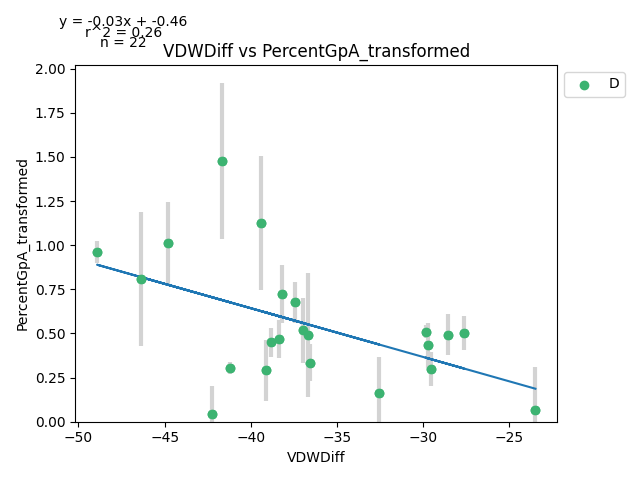 y = -0.03x + -0.46
r^2 = 0.26
n = 22
VDWDiff vs PercentGpA_transformed
D
PercentGpA_transformed
2.00
1.75
1.50
1.25
1.00
0.75
0.50
0.25
0.00
−50
−45
−40
−35
−30
−25
VDWDiff